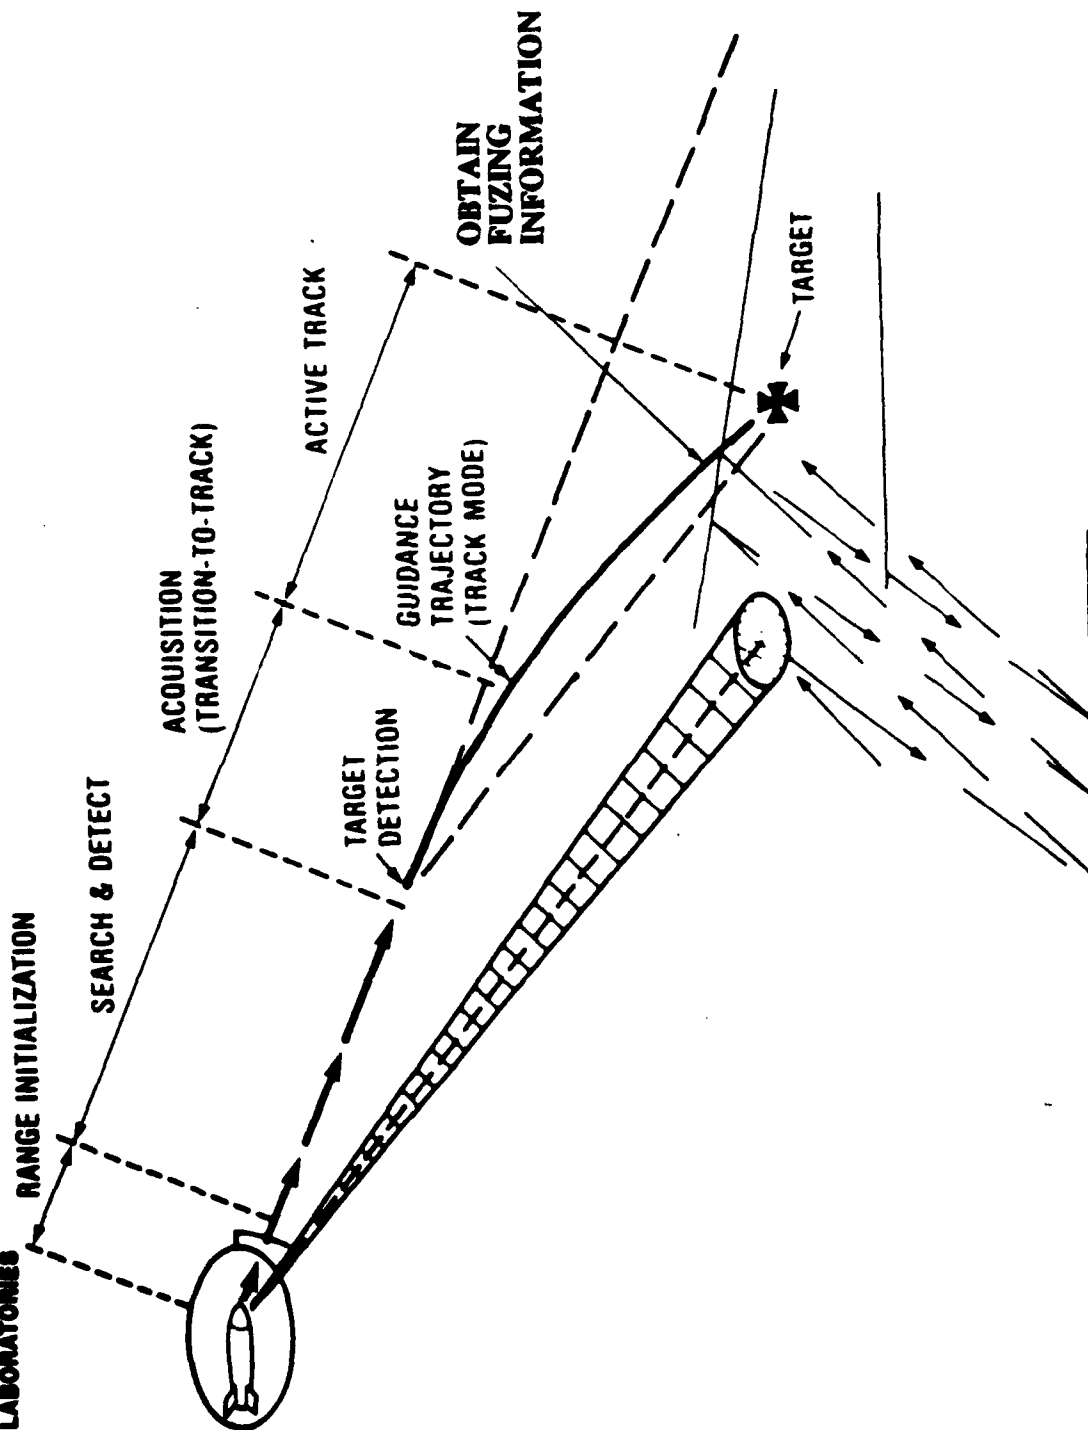 LABORATORIES
RANGE INITIALIZATION
SEARCH & DETECT
ACQUISITION
(TRANSITION-TO-TRACK)
ACTIVE TRACK
OBTAIN
FUZING
INFORMATION
TARGET
DETECTION
GUIDANCE
TRAJECTORY
(TRACK MODE)
TARGET